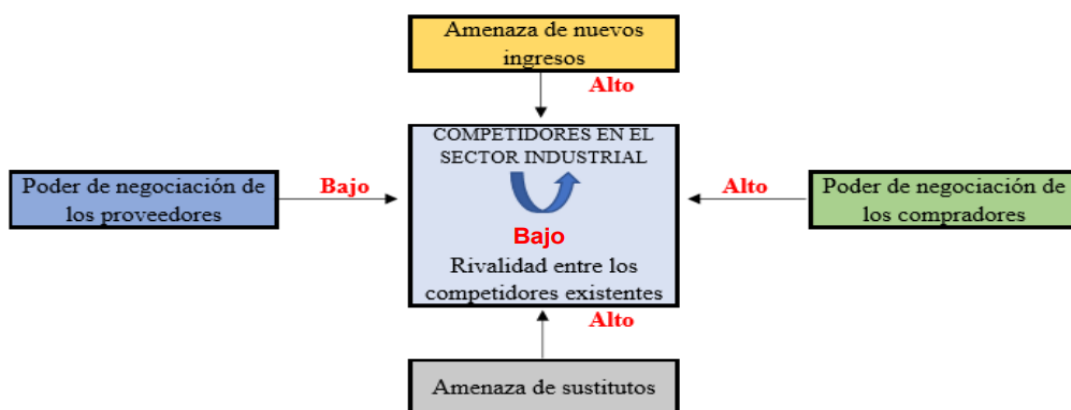 Amenaza de nuevos
ingresos
Alto
COMPETIDORES EN EL
SECTOR INDUSTRIAL
Poder de negociación de
los proveedores
Bajo
Alto
Poder de negociación de
los compradores
Bajo
Rivalidad entre los
competidores existentes
Alto
Amenaza de sustitutos